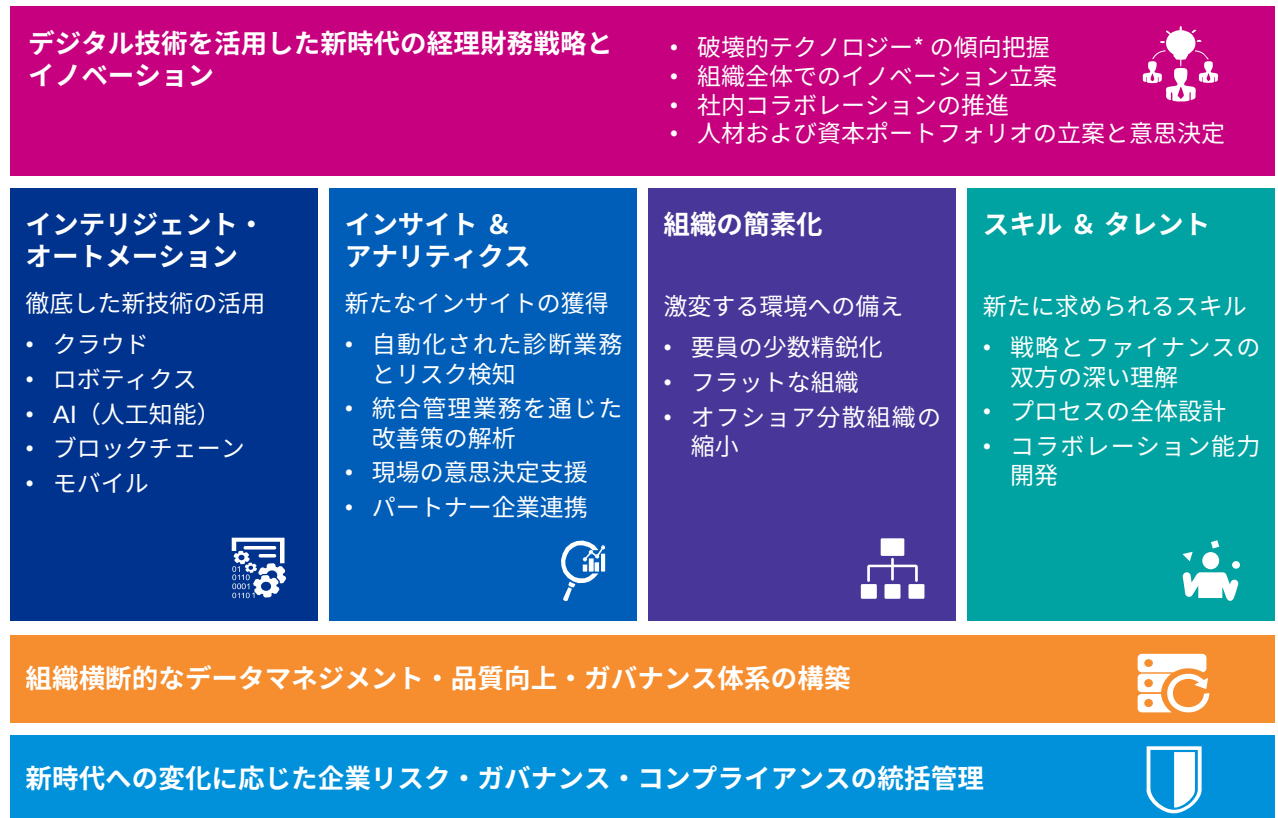 デジタル技術を活用した新時代の経理財務戦略と
イノベーション
• 破壊的テクノロジー* の傾向把握
• 組織全体でのイノベーション立案
• 社内コラボレーションの推進
• 人材および資本ポートフォリオの立案と意思決定
インテリジェント・
オートメーション
徹底した新技術の活用
• クラウド
• ロボティクス
• AI（人工知能）
• ブロックチェーン
• モバイル
01
0110
0001
01101
インサイト ＆
アナリティクス
新たなインサイトの獲得
• 自動化された診断業務
とリスク検知
• 統合管理業務を通じた
改善策の解析
• 現場の意思決定支援
• パートナー企業連携
組織の簡素化
激変する環境への備え
• 要員の少数精鋭化
• フラットな組織
• オフショア分散組織の
縮小
スキル ＆ タレント
新たに求められるスキル
• 戦略とファイナンスの
双方の深い理解
• プロセスの全体設計
• コラボレーション能力
開発
組織横断的なデータマネジメント・品質向上・ガバナンス体系の構築
新時代への変化に応じた企業リスク・ガバナンス・コンプライアンスの統括管理